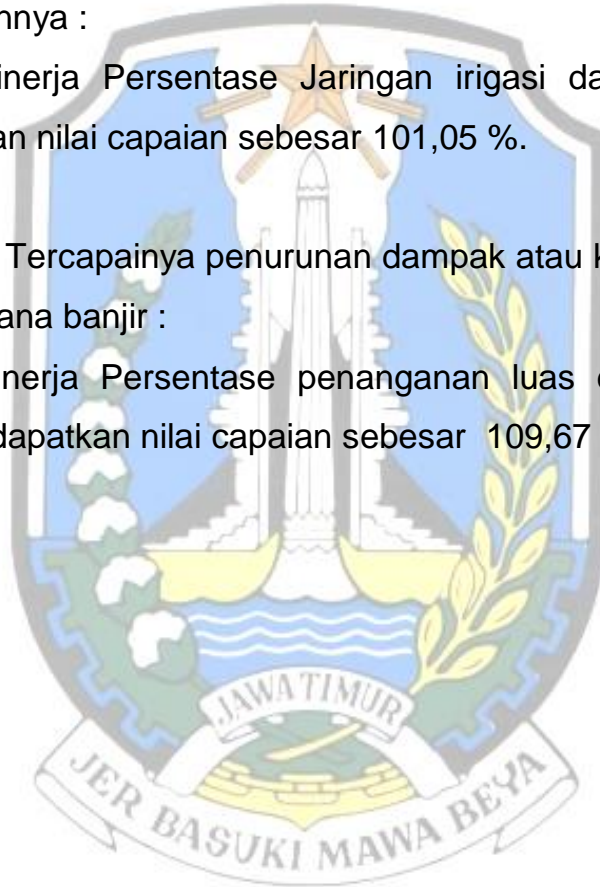 nnya :
inerja Persentase Jaringan irigasi da
an nilai capaian sebesar 101,05 %.
Tercapainya penurunan dampak atau k
ana banjir :
nerja Persentase penanganan luas
dapatkan nilai capaian sebesar 109,67
JAWA TIMUR
JER BASUKI MAWA BEYA